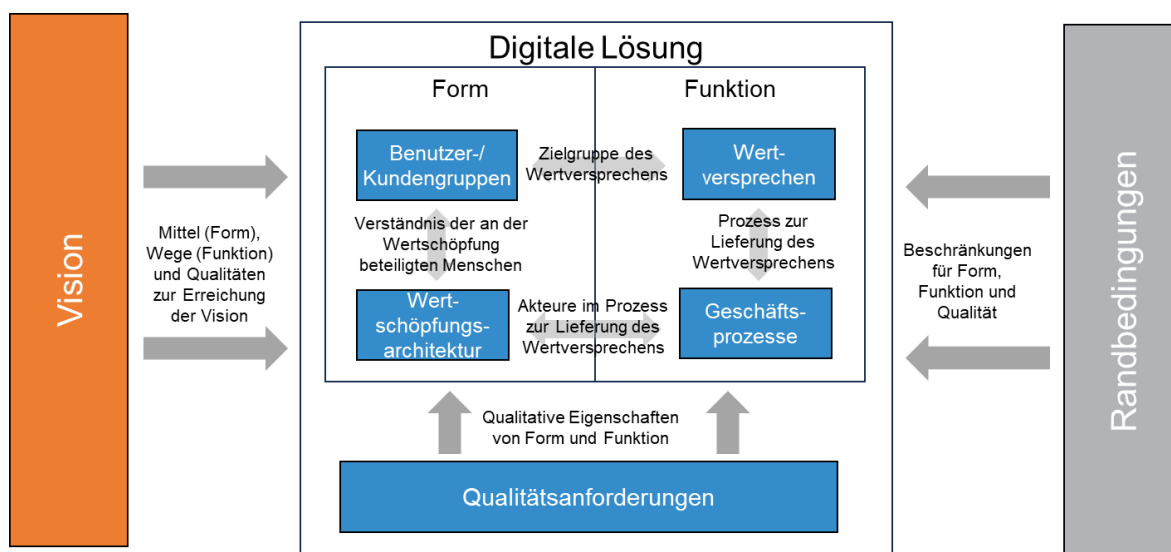 Vision
Mittel (Form),
Wege (Funktion)
und Qualitäten
zur Erreichung
der Vision
Digitale Lösung
Form
Funktion
Benutzer-/
Kundengruppen
Zielgruppe des
Wertversprechens
Wert-
versprechen
Verständnis der an der
Wertschöpfung
beteiligten Menschen
Prozess zur
Lieferung des
Wertversprechens
Wert-
schöpfungs-
architektur
Akteure im Prozess
zur Lieferung des
Wertversprechens
Geschäfts-
prozesse
Qualitative Eigenschaften
von Form und Funktion
Qualitätsanforderungen
Beschränkungen
für Form,
Funktion und
Qualität
Randbedingungen